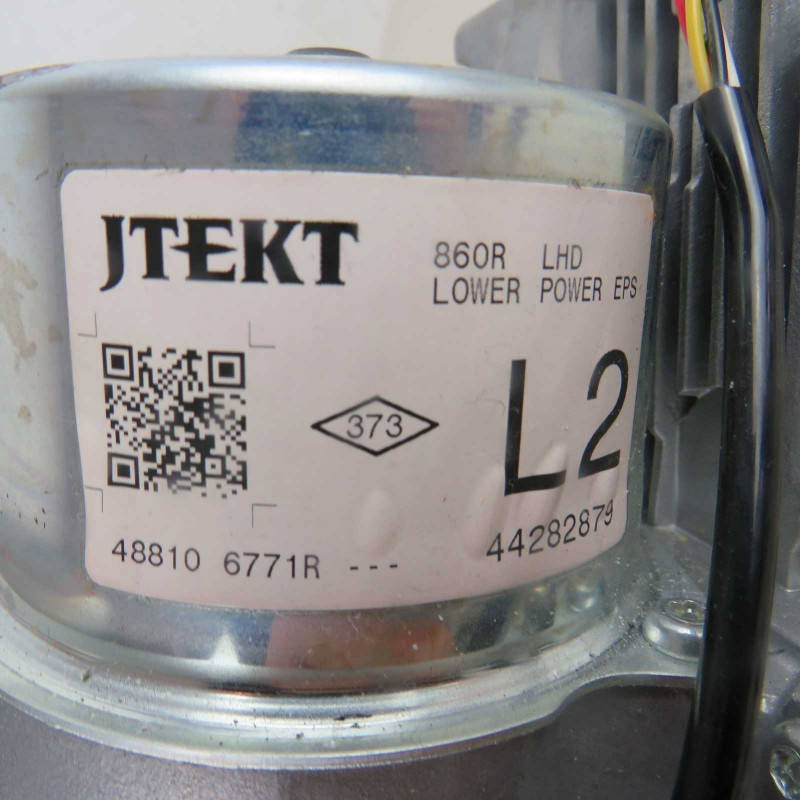 JTEKT
860R LHD
LOWER POWER EPS
373
L2
48810 6771R ---
44282879